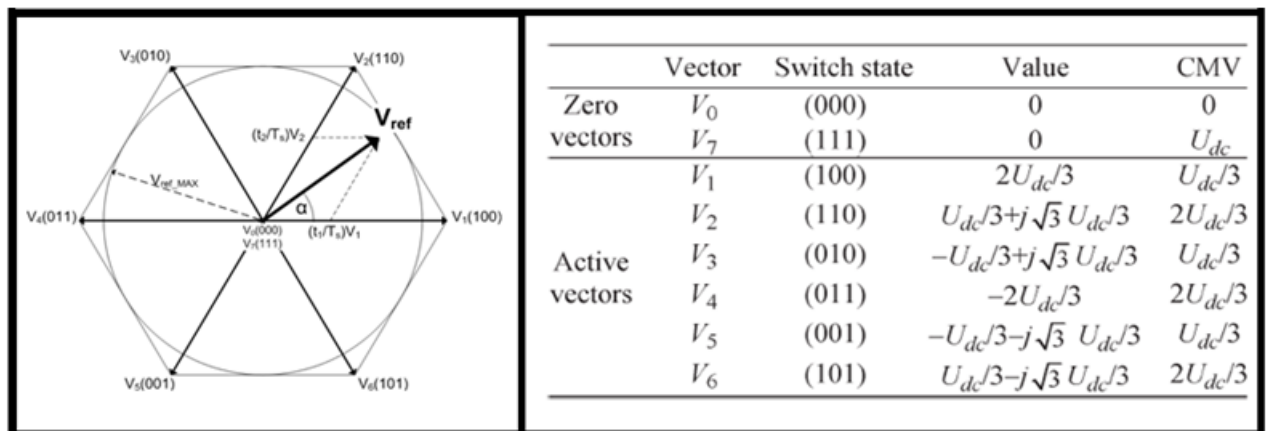 V₃(010)
V₂(110)
Vref
(t₂/Tₛ)V₂
Vref_MAX
α
V₄(011)
V₁(100)
V₀(000)
V₇(111)
(t₁/Tₛ)V₁
V₅(001)
V₆(101)
Vector Switch state Value CMV
Zero vectors
V₀ (000) 0 0
V₇ (111) 0 U_dc
Active vectors
V₁ (100) 2U_dc/3 U_dc/3
V₂ (110) U_dc/3+j√3 U_dc/3 2U_dc/3
V₃ (010) −U_dc/3+j√3 U_dc/3 U_dc/3
V₄ (011) −2U_dc/3 2U_dc/3
V₅ (001) −U_dc/3−j√3 U_dc/3 U_dc/3
V₆ (101) U_dc/3−j√3 U_dc/3 2U_dc/3